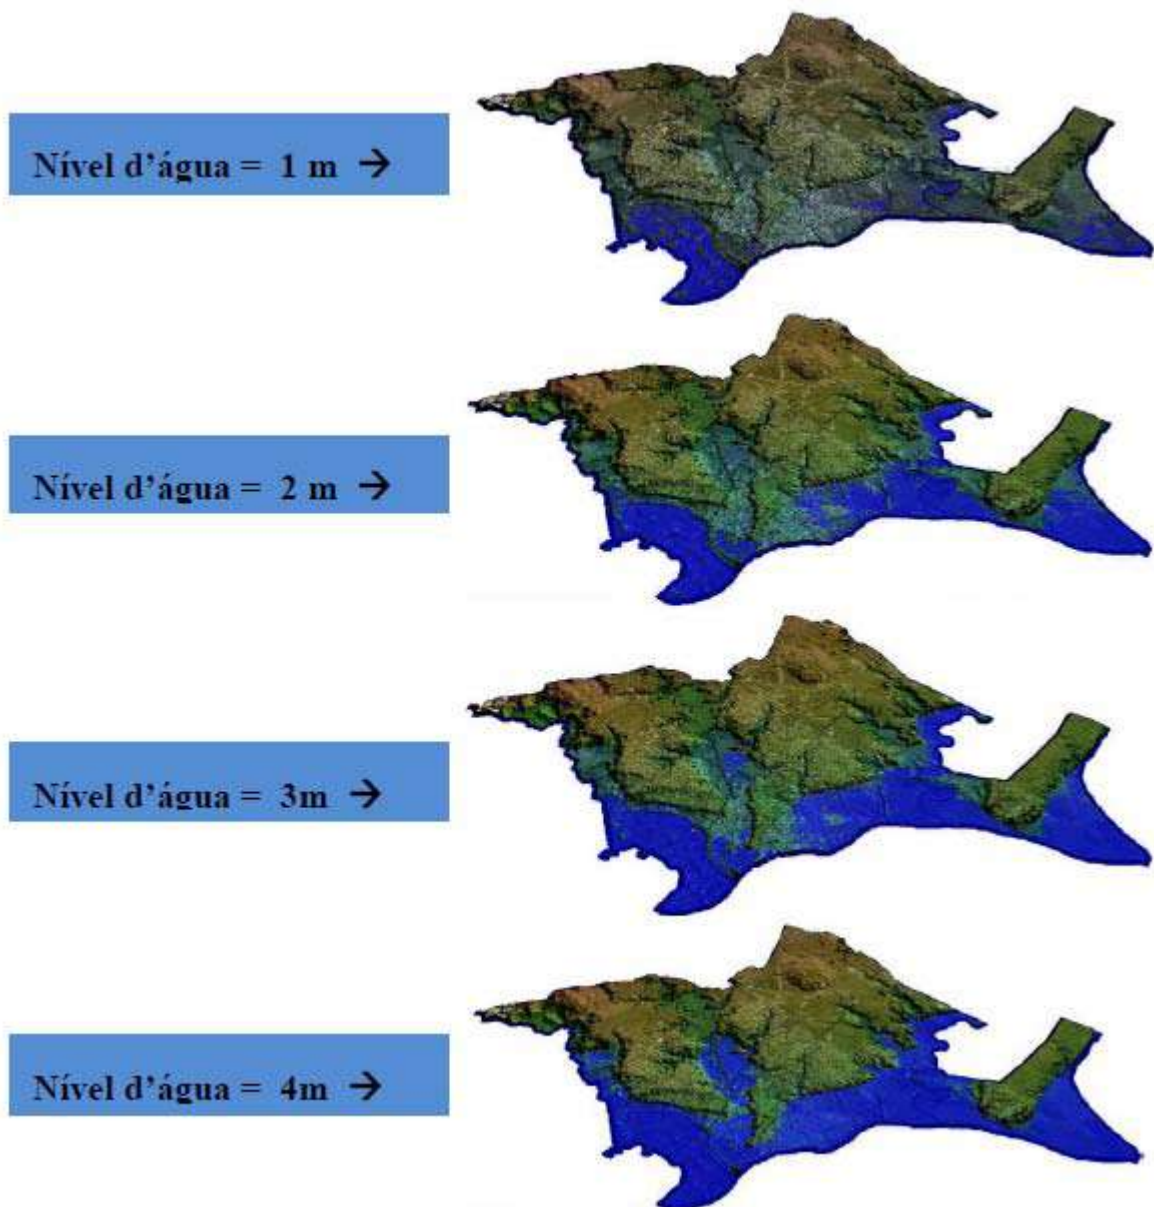 Nível d’água = 1 m →
Nível d’água = 2 m →
Nível d’água = 3m →
Nível d’água = 4m →